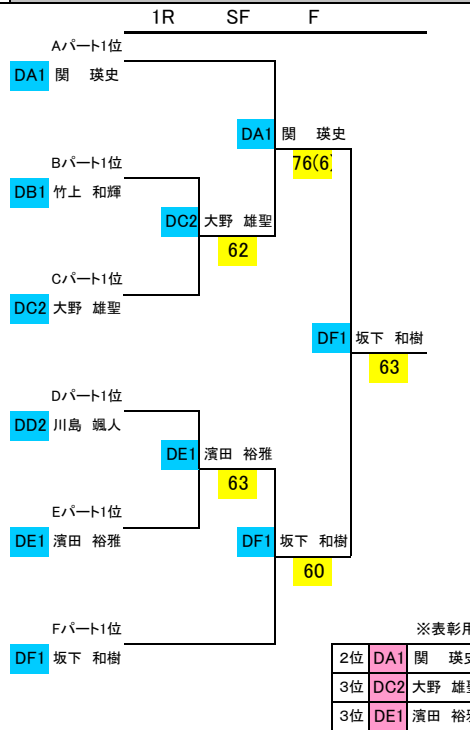 1R SF F
Aパート1位
DA1 関 瑛史
DA1 関 瑛史
76(6)
Bパート1位
DB1 竹上 和輝
DC2 大野 雄聖
62
Cパート1位
DC2 大野 雄聖
DF1 坂下 和樹
63
Dパート1位
DD2 川島 颯人
DE1 濱田 裕雅
63
Eパート1位
DE1 濱田 裕雅
DF1 坂下 和樹
60
Fパート1位
DF1 坂下 和樹
※表彰用
2位 DA1 関 瑛史
3位 DC2 大野 雄聖
3位 DE1 濱田 裕雅